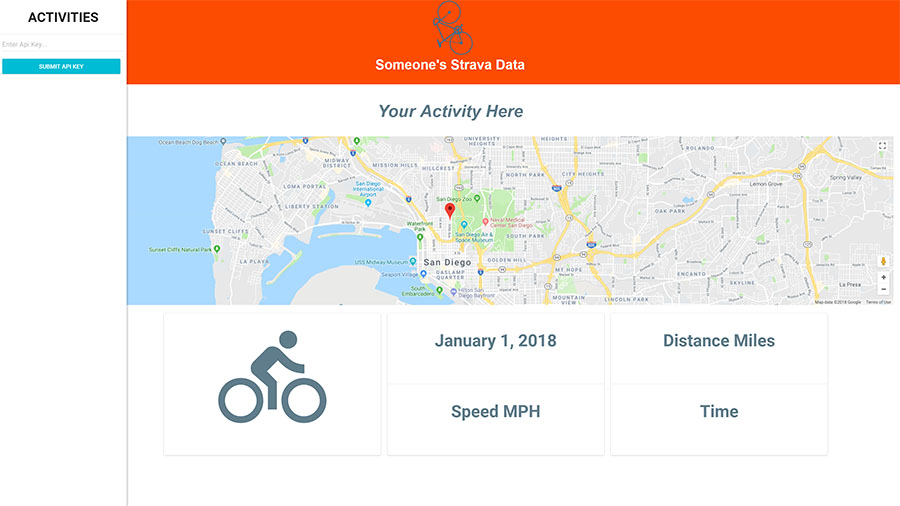 ACTIVITIES
Enter Api Key...
SUBMIT API KEY
Someone's Strava Data
Your Activity Here
Ocean Beach Dog Beach
OCEAN BEACH
MIDWAY
DISTRICT
MISSION HILLS
HILLCREST
UNIVERSITY
HEIGHTS
HEIGHTS
NORTH PARK
CITY HEIGHTS
ROLANDO
LOMA PORTAL
San Diego
International
Airport
LIBERTY STATION
San Diego Zoo
Naval Medical
Center San Diego
San Diego Air &
Space Museum
Waterfront
Park
SOUTH PARK
OAK PARK
Lemon Grove
Spring Valley
SUNSET CLIFFS
Sunset Cliffs Natural Park
LA PLAYA
USS Midway Museum
San Diego
Seaport Village
GASLAMP
QUARTER
GOLDEN HILL
MT HOPE
ENCANTO
SKYLINE
La Presa
South
Embarcadero
Hilton San
Diego Bayfront
MOUNTAIN
VIEW
LINCOLN PARK
Map data ©2018 Google
Terms of Use
January 1, 2018
Distance Miles
Speed MPH
Time